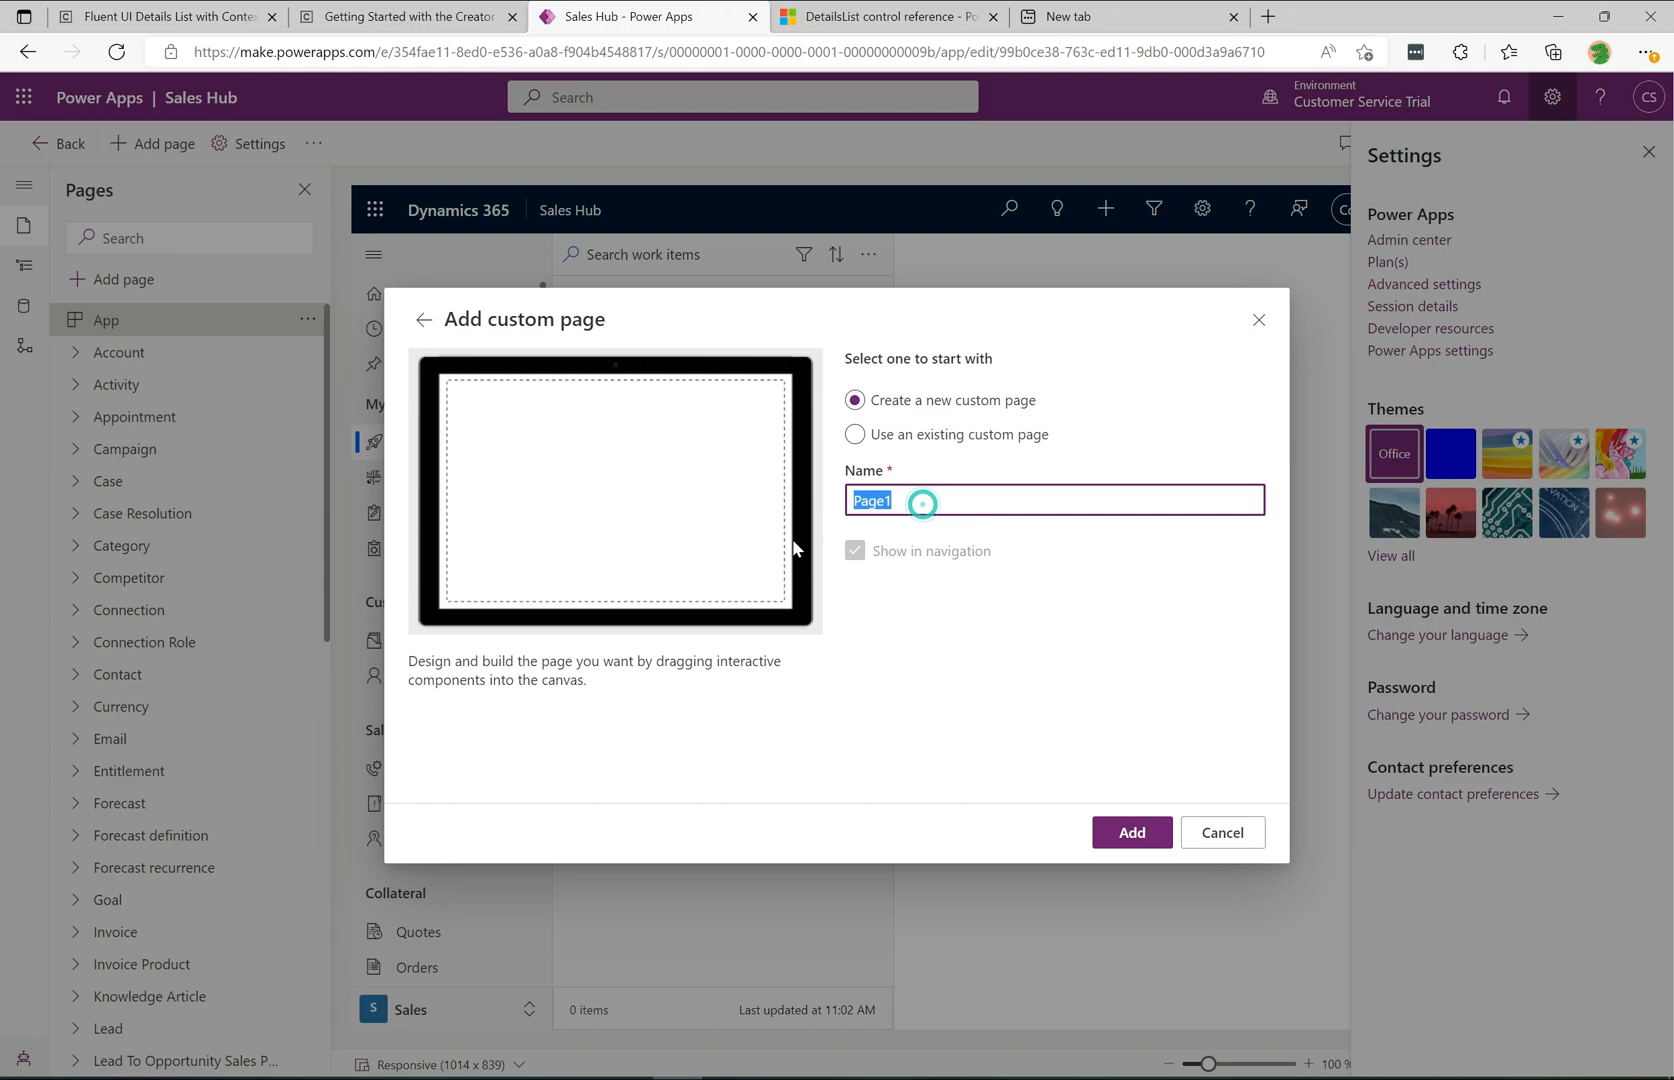 Fluent UI Details List with Conte
Getting Started with the Creator
Sales Hub - Power Apps
DetailsList control reference - Po
New tab
https://make.powerapps.com/e/354fae11-8ed0-e536-a0a8-f904b4548817/s/00000001-0000-0000-0001-00000000009b/app/edit/99b0ce38-763c-ed11-9db0-000d3a9a6710
Power Apps | Sales Hub
Search
Environment
Customer Service Trial
CS
Back
Add page
Settings
Pages
Search
Add page
App
Account
Activity
Appointment
Campaign
Case
Case Resolution
Category
Competitor
Connection
Connection Role
Contact
Currency
Email
Entitlement
Forecast
Forecast definition
Forecast recurrence
Goal
Invoice
Invoice Product
Knowledge Article
Lead
Lead To Opportunity Sales P...
Dynamics 365
Sales Hub
Search work items
My
Cu
Sal
Collateral
Quotes
Orders
S
Sales
0 items
Last updated at 11:02 AM
Responsive (1014 x 839)
100 %
Add custom page
Design and build the page you want by dragging interactive
components into the canvas.
Select one to start with
Create a new custom page
Use an existing custom page
Name *
Page1
Show in navigation
Add
Cancel
Settings
Power Apps
Admin center
Plan(s)
Advanced settings
Session details
Developer resources
Power Apps settings
Themes
Office
View all
Language and time zone
Change your language
Password
Change your password
Contact preferences
Update contact preferences